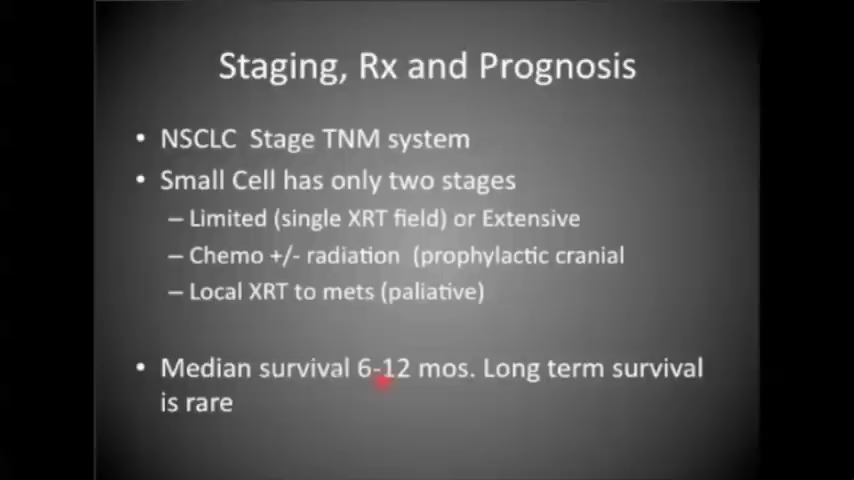 Staging, Rx and Prognosis
• NSCLC Stage TNM system
• Small Cell has only two stages
– Limited (single XRT field) or Extensive
– Chemo +/- radiation (prophylactic cranial
– Local XRT to mets (paliative)
• Median survival 6-12 mos. Long term survival
is rare